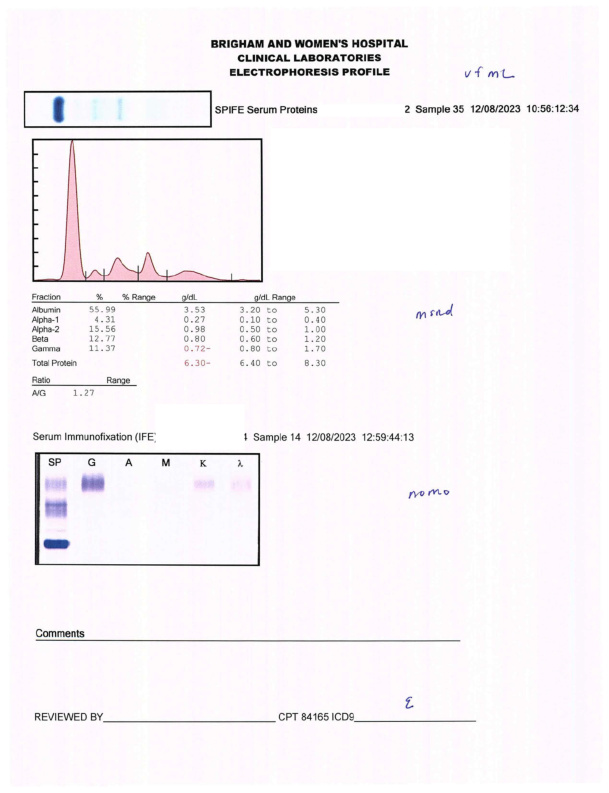 BRIGHAM AND WOMEN'S HOSPITAL
CLINICAL LABORATORIES
ELECTROPHORESIS PROFILE
vfmL
SPIFE Serum Proteins 2 Sample 35 12/08/2023 10:56:12:34
Fraction % % Range g/dL g/dL Range
Albumin 55.99 3.53 3.20 to 5.30
Alpha-1 4.31 0.27 0.10 to 0.40
Alpha-2 15.56 0.98 0.50 to 1.00
Beta 12.77 0.80 0.60 to 1.20
Gamma 11.37 0.72- 0.80 to 1.70
Total Protein 6.30- 6.40 to 8.30
msnd
Ratio Range
A/G 1.27
Serum Immunofixation (IFE) Sample 14 12/08/2023 12:59:44:13
SP G A M K λ
nomo
Comments
REVIEWED BY CPT 84165 ICD9